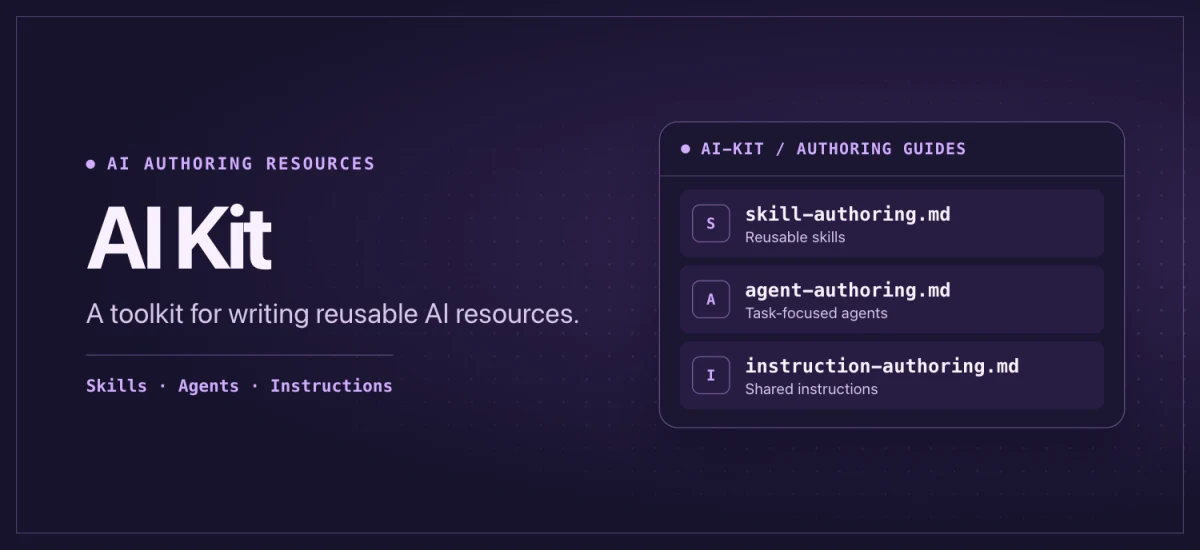 AI AUTHORING RESOURCES
AI Kit
A toolkit for writing reusable AI resources.
Skills · Agents · Instructions
AI-KIT / AUTHORING GUIDES
S
skill-authoring.md
Reusable skills
A
agent-authoring.md
Task-focused agents
I
instruction-authoring.md
Shared instructions